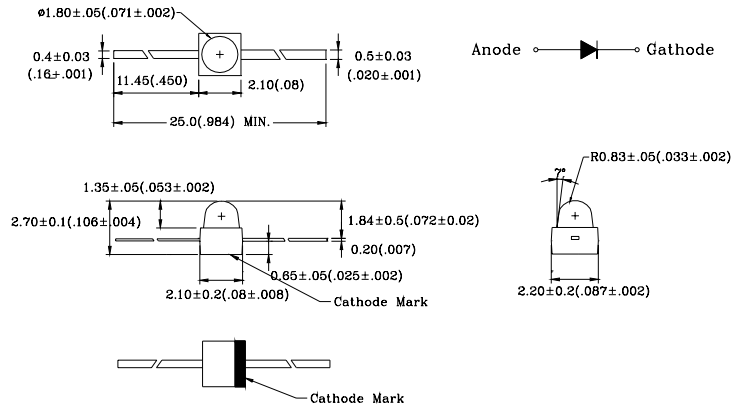 ø1.80±.05(.071±.002)
0.4±0.03
(.16±.001)
0.5±0.03
(.020±.001)
11.45(.450)
2.10(.08)
25.0(.984) MIN.
Anode
Gathode
1.35±.05(.053±.002)
2.70±0.1(.106±.004)
1.84±0.5(.072±0.02)
0.20(.007)
0.65±.05(.025±.002)
2.10±0.2(.08±.008)
Cathode Mark
7°
R0.83±.05(.033±.002)
2.20±0.2(.087±.002)
Cathode Mark